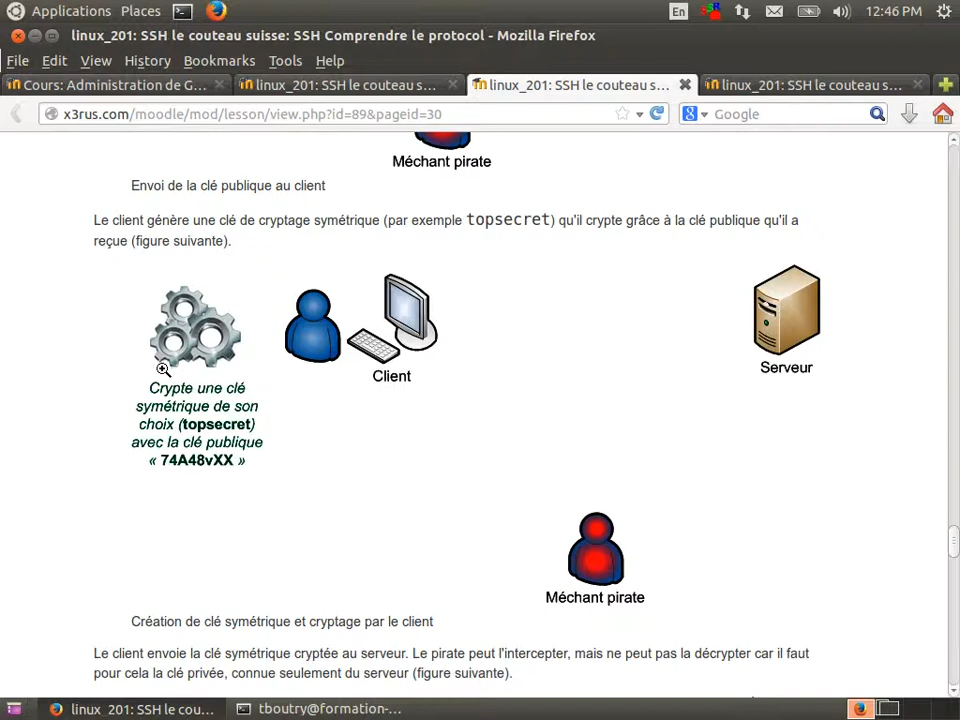 Applications Places En 12:46 PM
linux_201: SSH le couteau suisse: SSH Comprendre le protocol - Mozilla Firefox
File Edit View History Bookmarks Tools Help
Cours: Administration de G... linux_201: SSH le couteau s... linux_201: SSH le couteau s... linux_201: SSH le couteau s...
x3rus.com/moodle/mod/lesson/view.php?id=89&pageid=30 Google
Méchant pirate
Envoi de la clé publique au client
Le client génère une clé de cryptage symétrique (par exemple topsecret) qu'il crypte grâce à la clé publique qu'il a
reçue (figure suivante).
Serveur
Client
Crypte une clé
symétrique de son
choix (topsecret)
avec la clé publique
« 74A48vXX »
Méchant pirate
Création de clé symétrique et cryptage par le client
Le client envoie la clé symétrique cryptée au serveur. Le pirate peut l'intercepter, mais ne peut pas la décrypter car il faut
pour cela la clé privée, connue seulement du serveur (figure suivante).
linux_201: SSH le cou... tboutry@formation-...